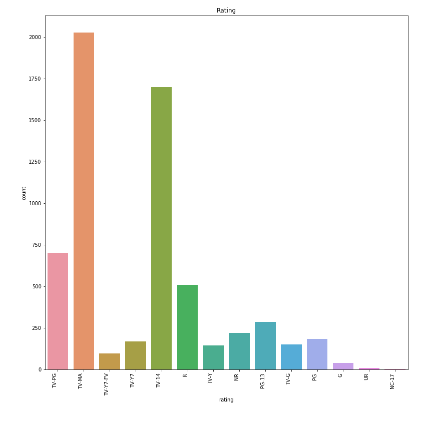 Rating
2000
1750
1500
1250
1000
750
500
250
0
count
TV-PG
TV-MA
TV-Y7-FV
TV-Y7
TV-14
R
TV-Y
NR
PG-13
TV-G
PG
G
UR
NC-17
rating